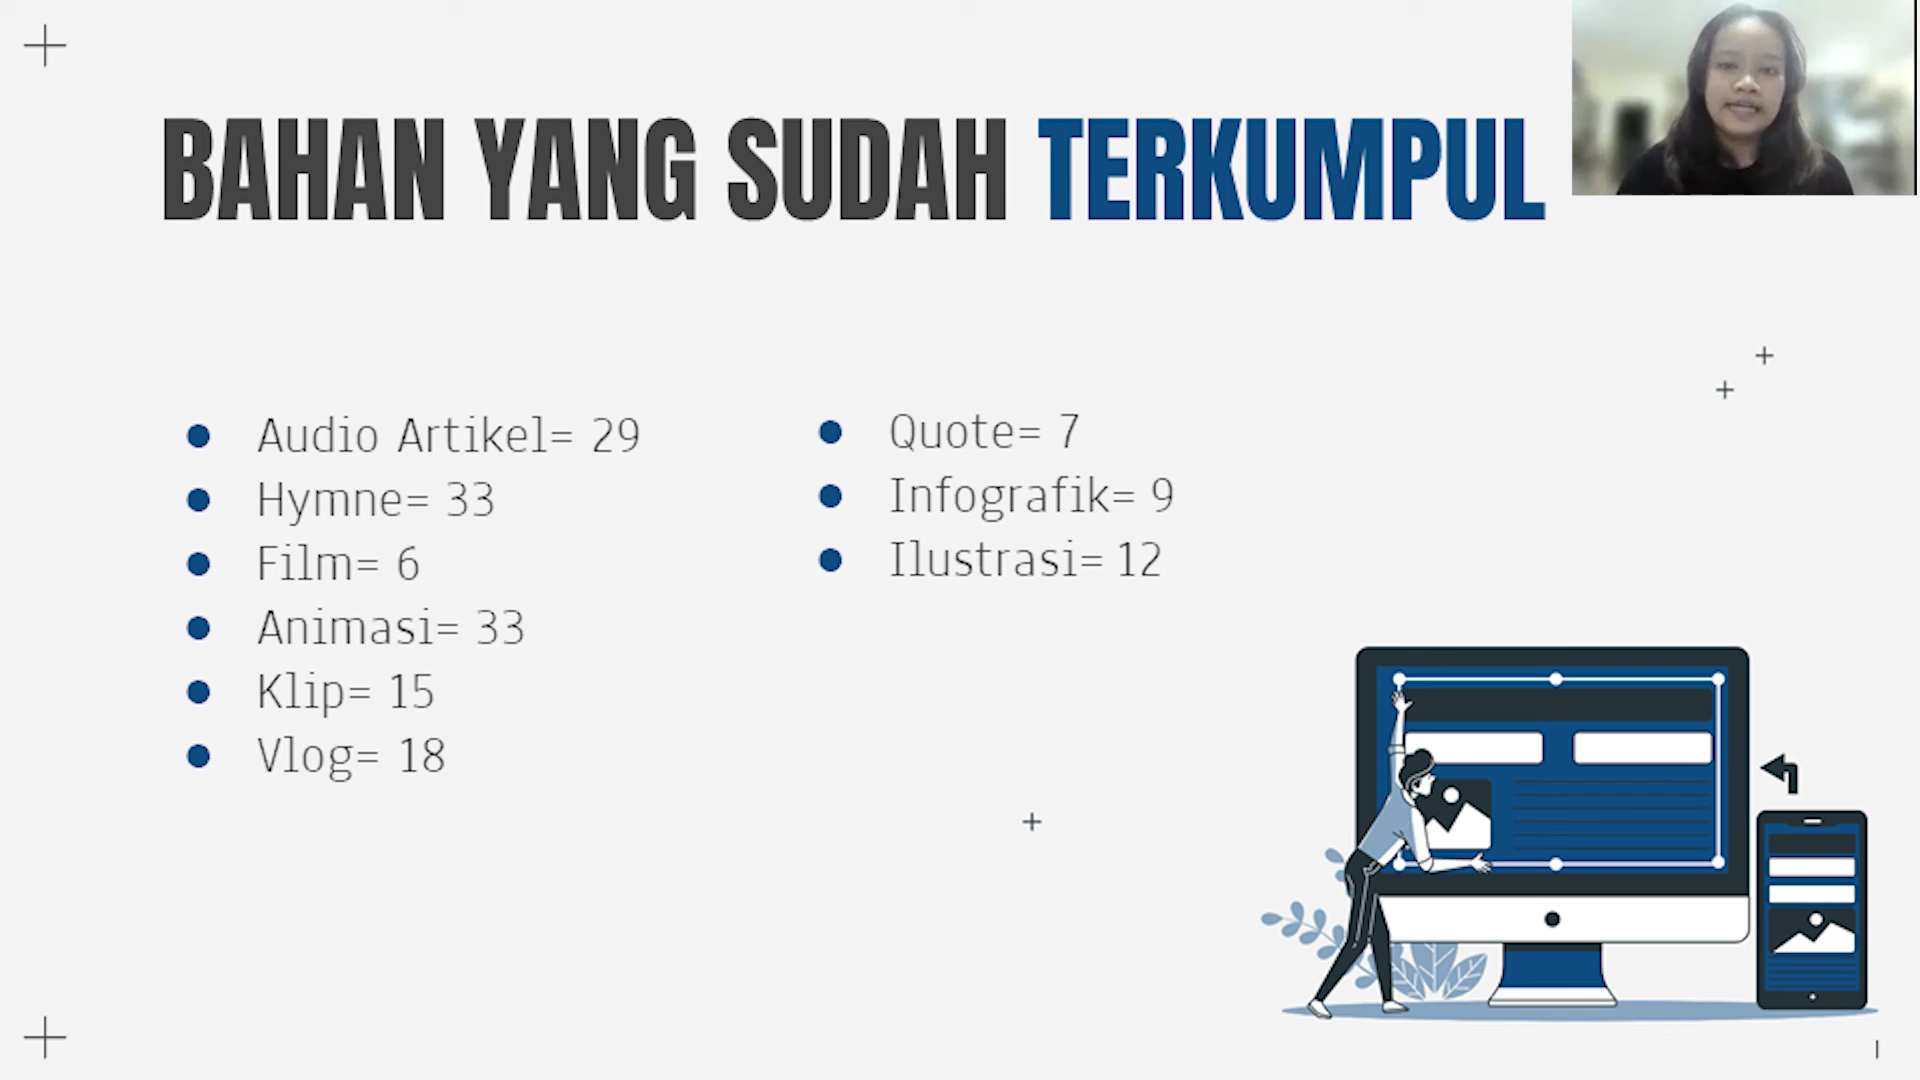 BAHAN YANG SUDAH TERKUMPUL
Audio Artikel= 29
Hymne= 33
Film= 6
Animasi= 33
Klip= 15
Vlog= 18
Quote= 7
Infografik= 9
Ilustrasi= 12